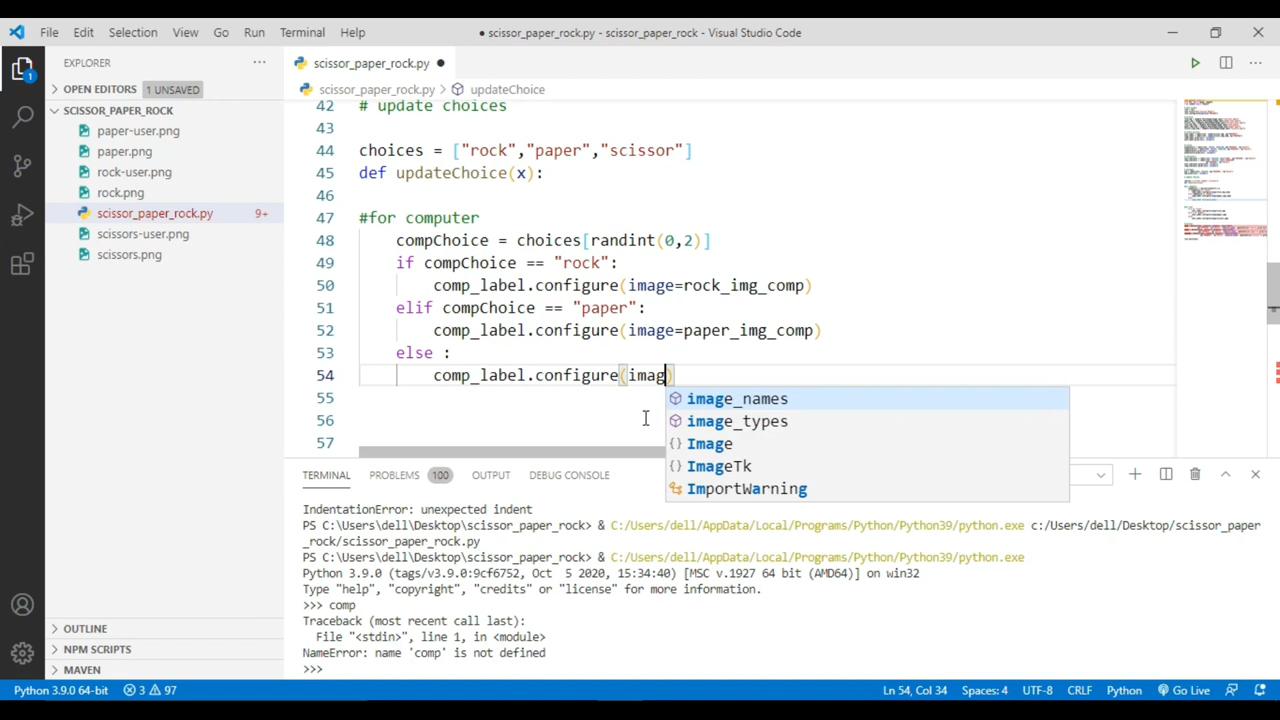 File Edit Selection View Go Run Terminal Help
● scissor_paper_rock.py - scissor_paper_rock - Visual Studio Code
EXPLORER ···
OPEN EDITORS 1 UNSAVED
SCISSOR_PAPER_ROCK
paper-user.png
paper.png
rock-user.png
rock.png
scissor_paper_rock.py 9+
scissors-user.png
scissors.png
OUTLINE
NPM SCRIPTS
MAVEN
1
scissor_paper_rock.py ●
scissor_paper_rock.py > updateChoice
42 # update choices
43
44 choices = ["rock","paper","scissor"]
45 def updateChoice(x):
46
47 #for computer
48 compChoice = choices[randint(0,2)]
49 if compChoice == "rock":
50 comp_label.configure(image=rock_img_comp)
51 elif compChoice == "paper":
52 comp_label.configure(image=paper_img_comp)
53 else :
54 comp_label.configure(imag)
55
56
57
image_names
image_types
Image
ImageTk
ImportWarning
TERMINAL PROBLEMS 100 OUTPUT DEBUG CONSOLE
IndentationError: unexpected indent
PS C:\Users\dell\Desktop\scissor_paper_rock> & C:/Users/dell/AppData/Local/Programs/Python/Python39/python.exe c:/Users/dell/Desktop/scissor_paper
_rock/scissor_paper_rock.py
PS C:\Users\dell\Desktop\scissor_paper_rock> & C:/Users/dell/AppData/Local/Programs/Python/Python39/python.exe
Python 3.9.0 (tags/v3.9.0:9cf6752, Oct 5 2020, 15:34:40) [MSC v.1927 64 bit (AMD64)] on win32
Type "help", "copyright", "credits" or "license" for more information.
>>> comp
Traceback (most recent call last):
File "<stdin>", line 1, in <module>
NameError: name 'comp' is not defined
>>>
Python 3.9.0 64-bit 3 97 Ln 54, Col 34 Spaces: 4 UTF-8 CRLF Python Go Live